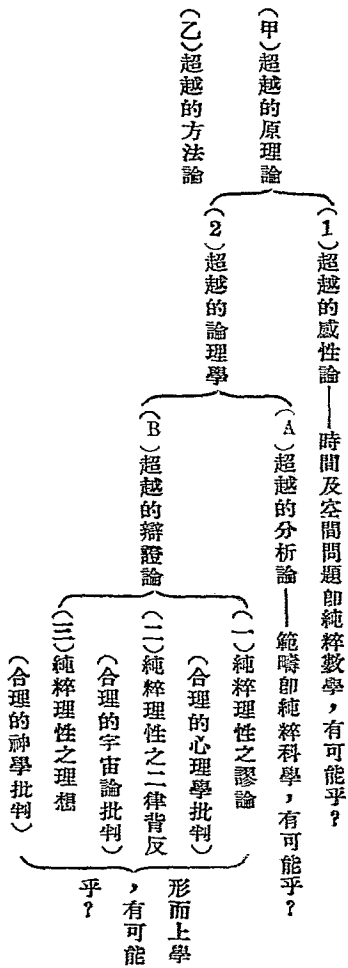 (1)超越的感性論——時間及空間問題卽純粹數學,有可能乎?
(甲)超越的原理論
(A)超越的分析論——範疇卽純粹科學,有可能乎?
(2)超越的論理學
(一)純粹理性之謬論
(合理的心理學批判)
(B)超越的辯證論
(二)純粹理性之二律背反
(合理的宇宙論批判)
(三)純粹理性之理想
(合理的神學批判)
形而上學
,有可能
乎?
(乙)超越的方法論